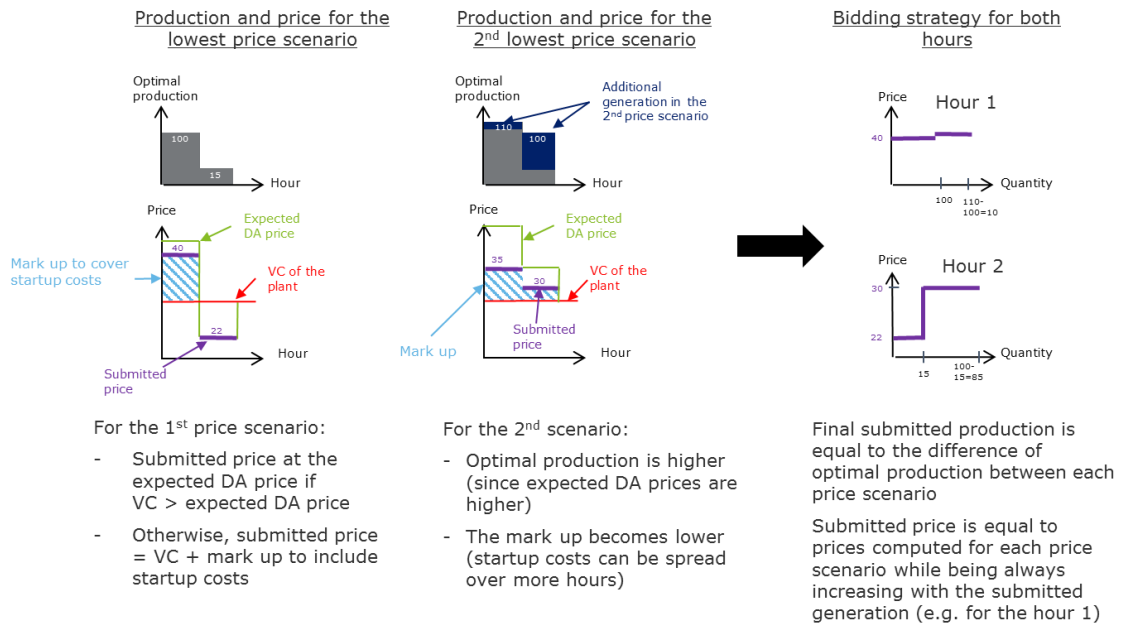 Production and price for the
lowest price scenario
Optimal
production
100
15
Hour
Price
Expected
DA price
40
Mark up to cover
startup costs
VC of the
plant
22
Hour
Submitted
price
For the 1st price scenario:
- Submitted price at the
expected DA price if
VC > expected DA price
- Otherwise, submitted price
= VC + mark up to include
startup costs
Production and price for the
2nd lowest price scenario
Optimal
production
Additional
generation in the
2nd price scenario
110
100
Hour
Price
Expected
DA price
35
30
VC of the
plant
Submitted
price
Mark up
Hour
For the 2nd scenario:
- Optimal production is higher
(since expected DA prices are
higher)
- The mark up becomes lower
(startup costs can be spread
over more hours)
Bidding strategy for both
hours
Price
Hour 1
40
Quantity
100
110-
100=10
Price
Hour 2
30
22
Quantity
15
100-
15=85
Final submitted production is
equal to the difference of
optimal production between each
price scenario
Submitted price is equal to
prices computed for each price
scenario while being always
increasing with the submitted
generation (e.g. for the hour 1)